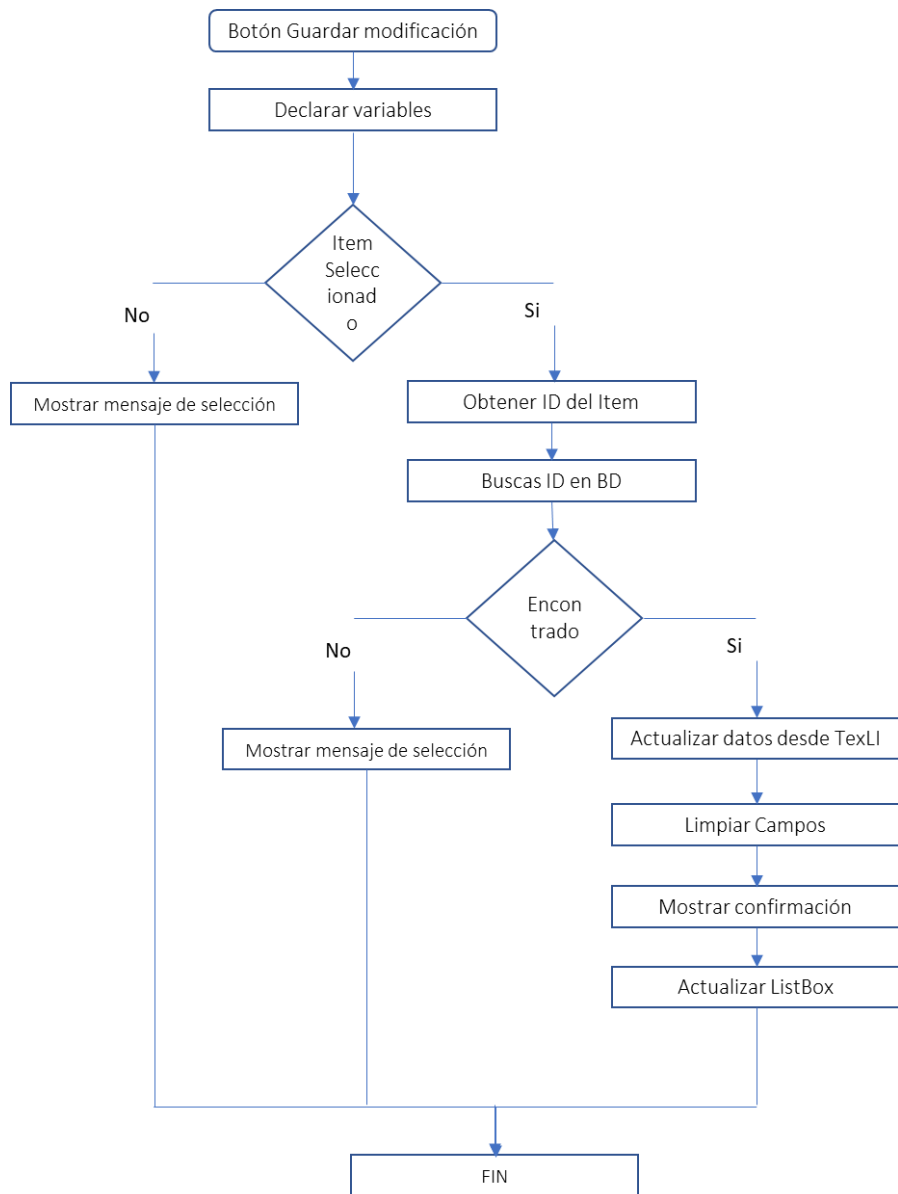 Botón Guardar modificación
Declarar variables
Item
Selecc
ionad
o
No
Si
Mostrar mensaje de selección
Obtener ID del Item
Buscas ID en BD
Encon
trado
No
Si
Mostrar mensaje de selección
Actualizar datos desde TexLI
Limpiar Campos
Mostrar confirmación
Actualizar ListBox
FIN